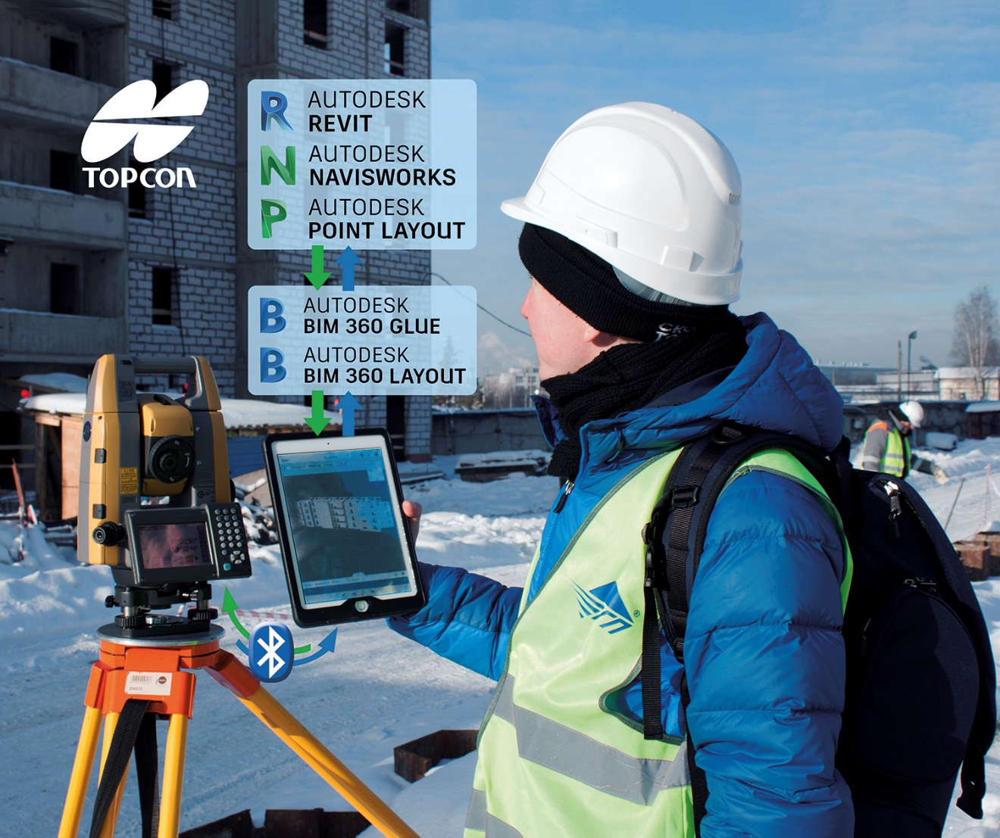 TOPCON
AUTODESK
REVIT
AUTODESK
NAVISWORKS
AUTODESK
POINT LAYOUT
AUTODESK
BIM 360 GLUE
AUTODESK
BIM 360 LAYOUT